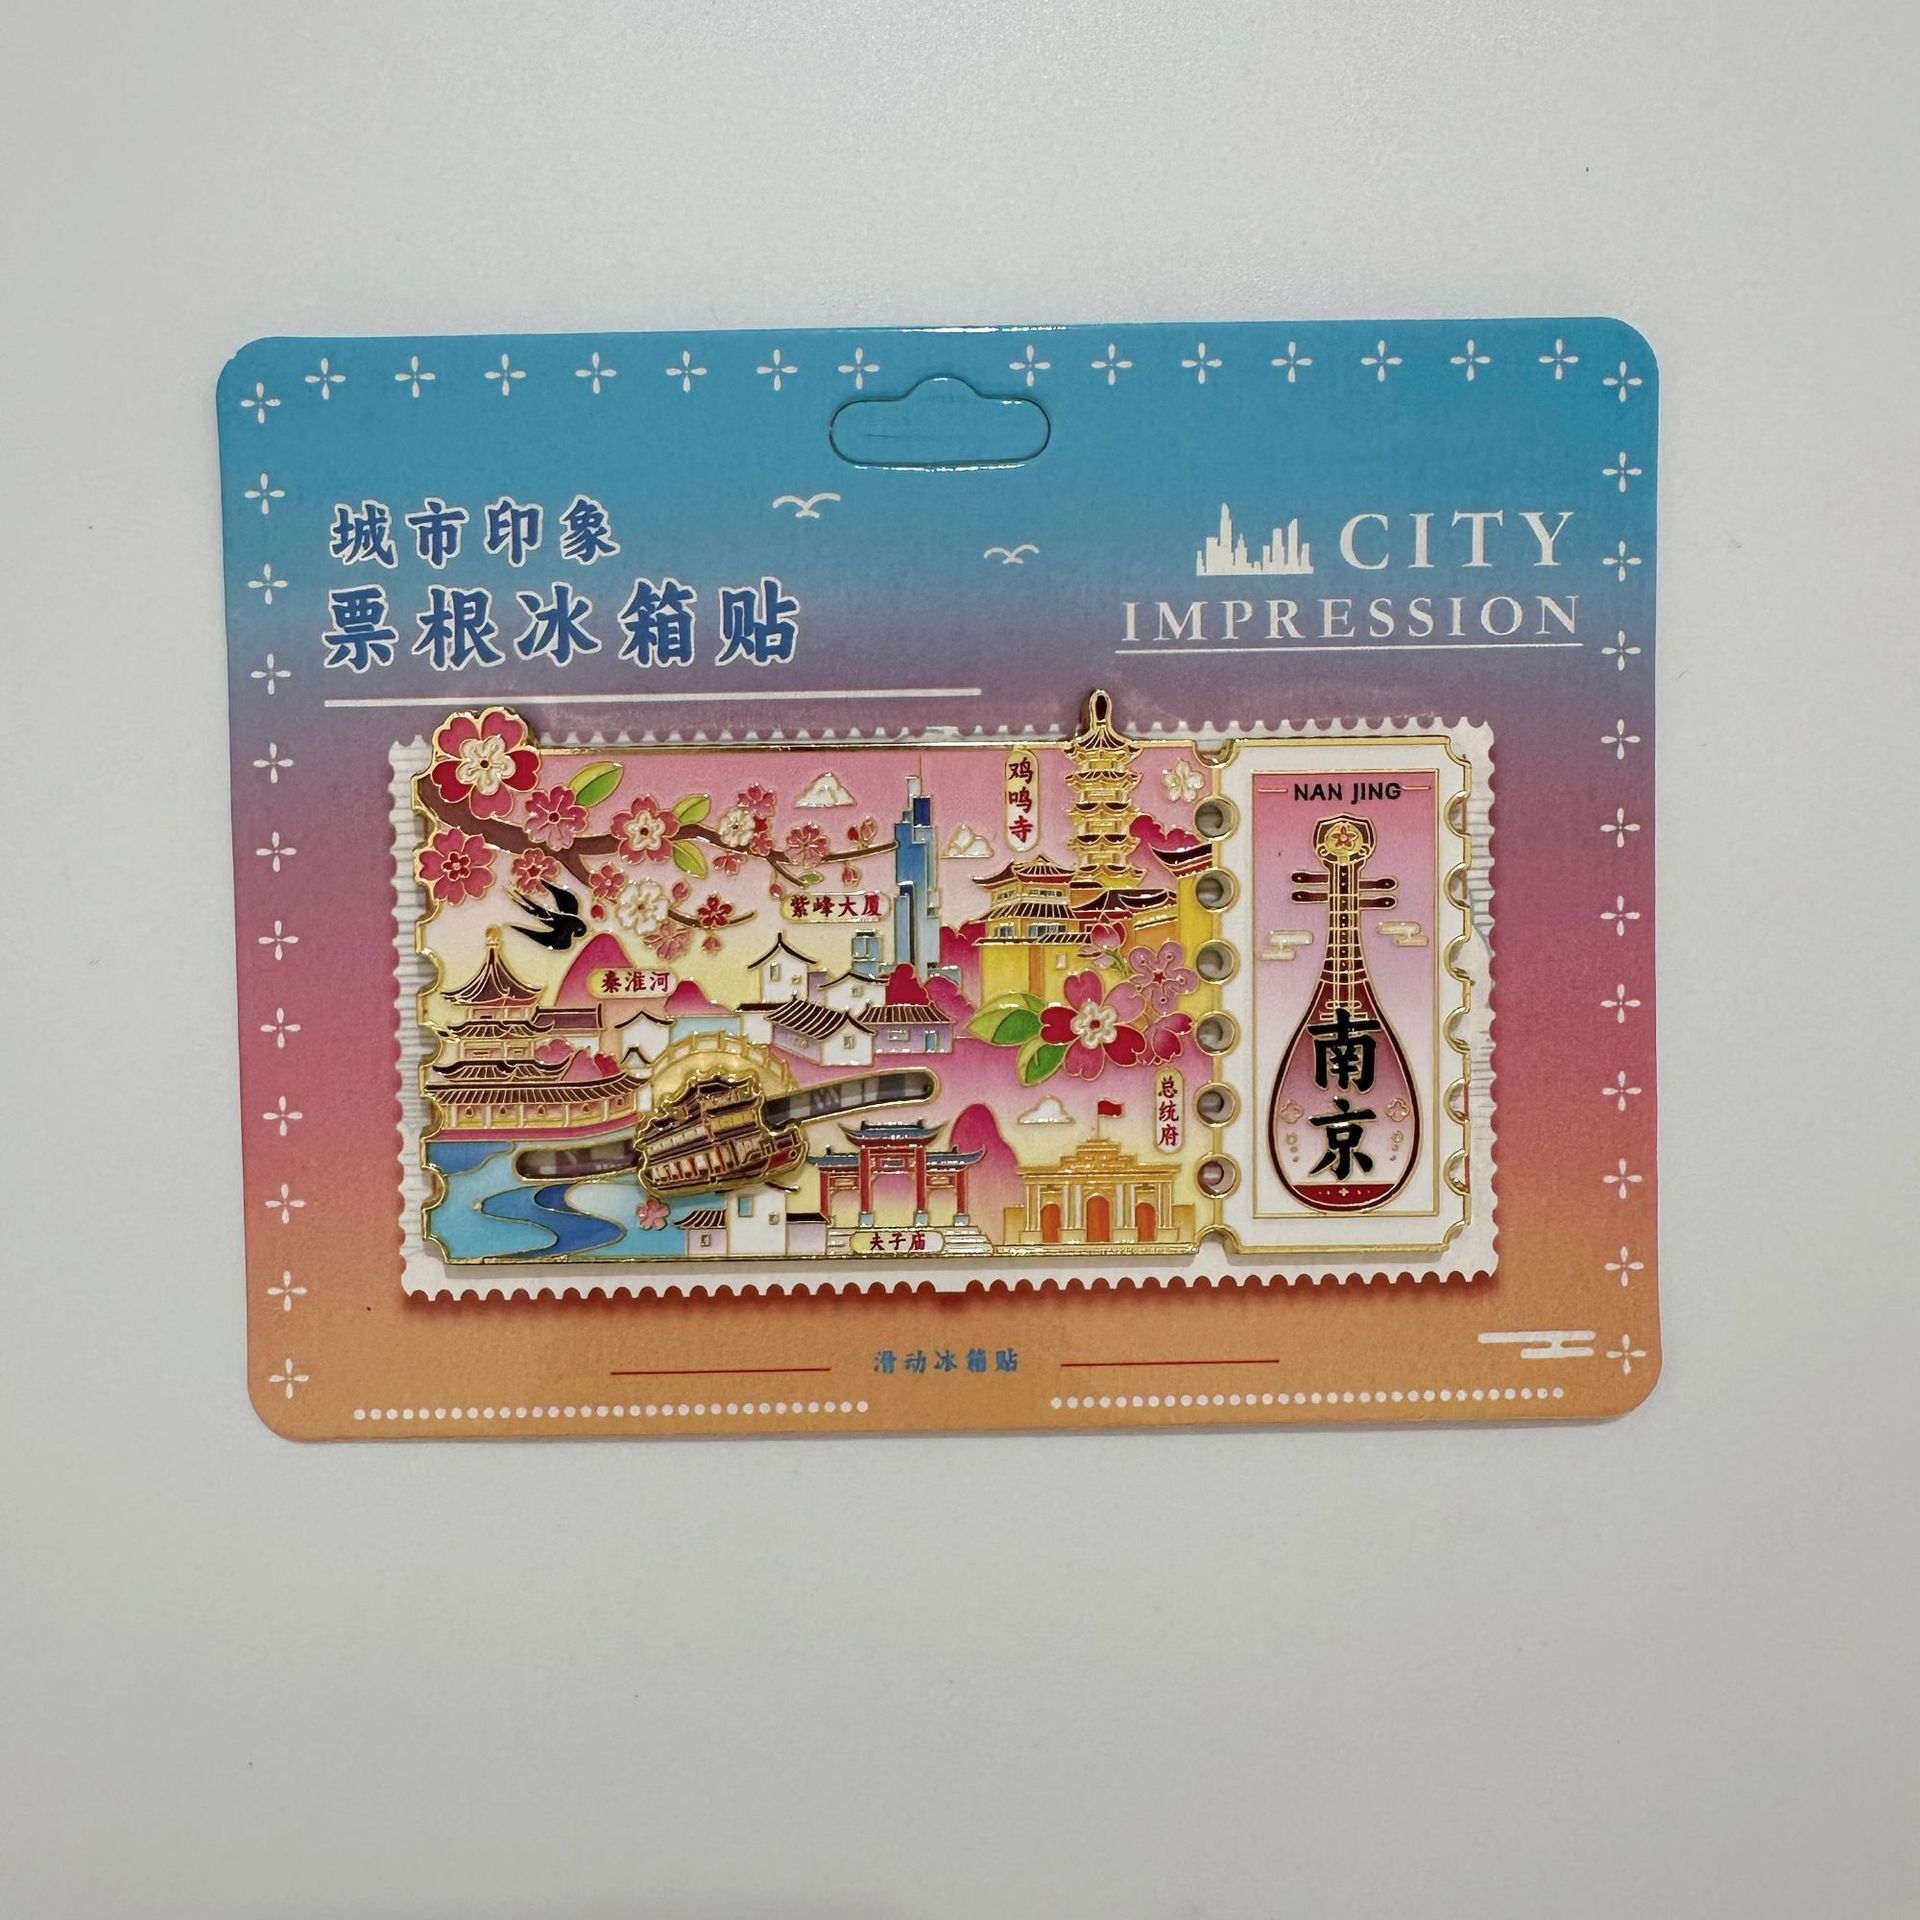 城市印象
票根冰箱贴
CITY
IMPRESSION
鸡鸣寺
紫峰大厦
秦淮河
总统府
夫子庙
NAN JING
南京
滑动冰箱贴